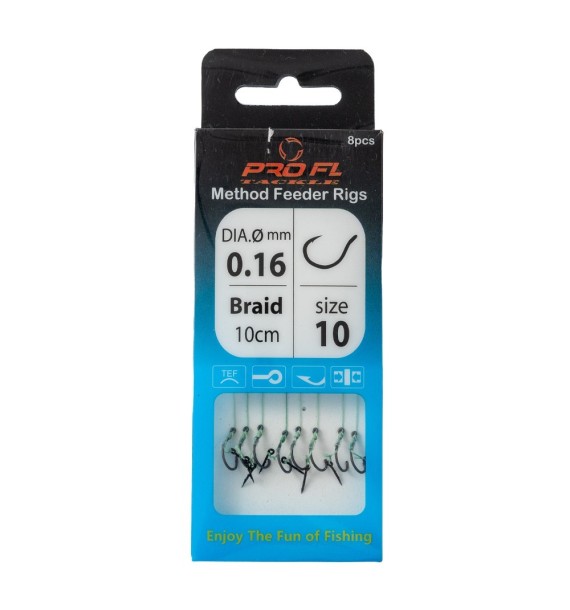 8pcs
PRO FL
TACKLE
Method Feeder Rigs
DIA.Ø mm
0.16
Braid
10cm
size
10
TEF
Enjoy The Fun of Fishing